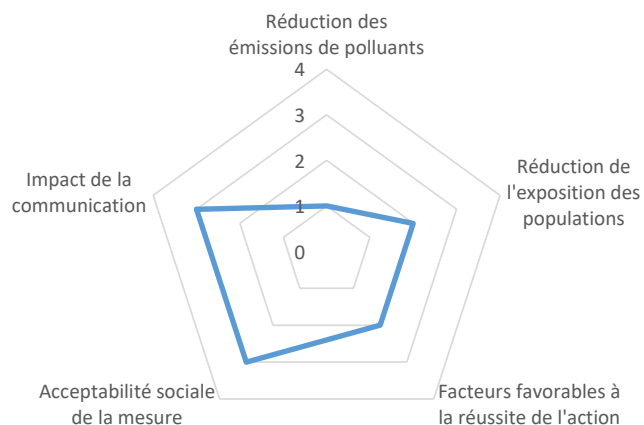 Réduction des
émissions de polluants
4
3
2
1
0
Réduction de
l'exposition des
populations
Facteurs favorables à
la réussite de l'action
Acceptabilité sociale
de la mesure
Impact de la
communication